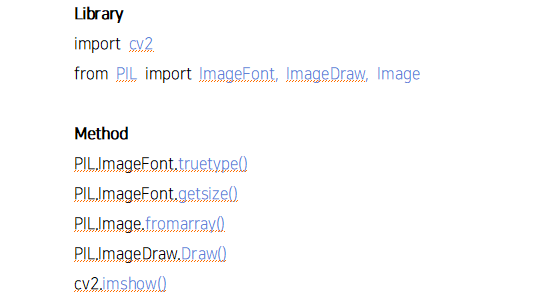 Library
import cv2
from PIL import ImageFont, ImageDraw, Image
Method
PIL.ImageFont.truetype()
PIL.ImageFont.getsize()
PIL.Image.fromarray()
PIL.ImageDraw.Draw()
cv2.imshow()